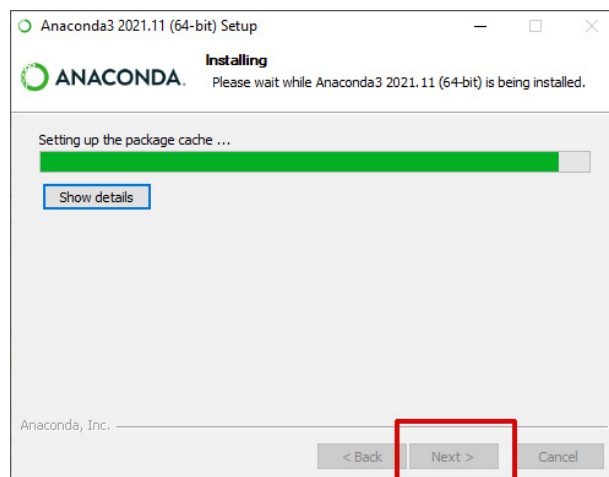 Anaconda3 2021.11 (64-bit) Setup
ANACONDA.
Installing
Please wait while Anaconda3 2021.11 (64-bit) is being installed.
Setting up the package cache ...
Show details
Anaconda, Inc.
< Back
Next >
Cancel